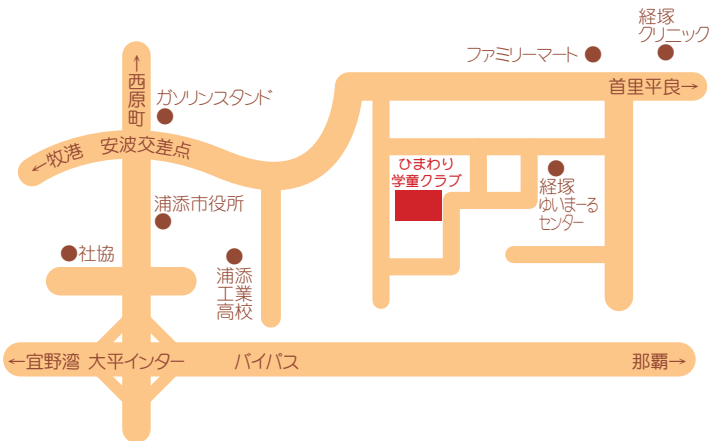 経塚
クリニック
ファミリーマート
首里平良→
←西原町
ガソリンスタンド
←牧港 安波交差点
ひまわり
学童クラブ
経塚
ゆいまーる
センター
浦添市役所
社協
浦添
工業
高校
←宜野湾 大平インター バイパス 那覇→